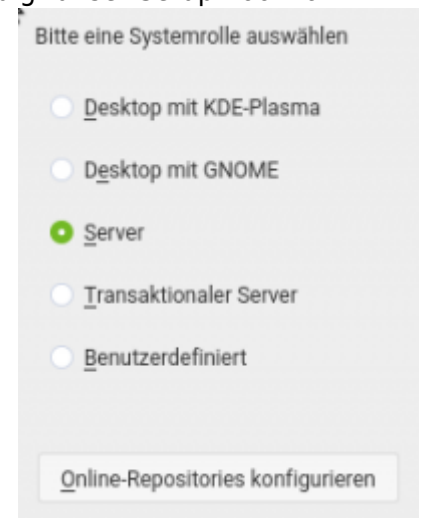 Bitte eine Systemrolle auswählen
Desktop mit KDE-Plasma
Desktop mit GNOME
Server
Transaktionaler Server
Benutzerdefiniert
Online-Repositories konfigurieren